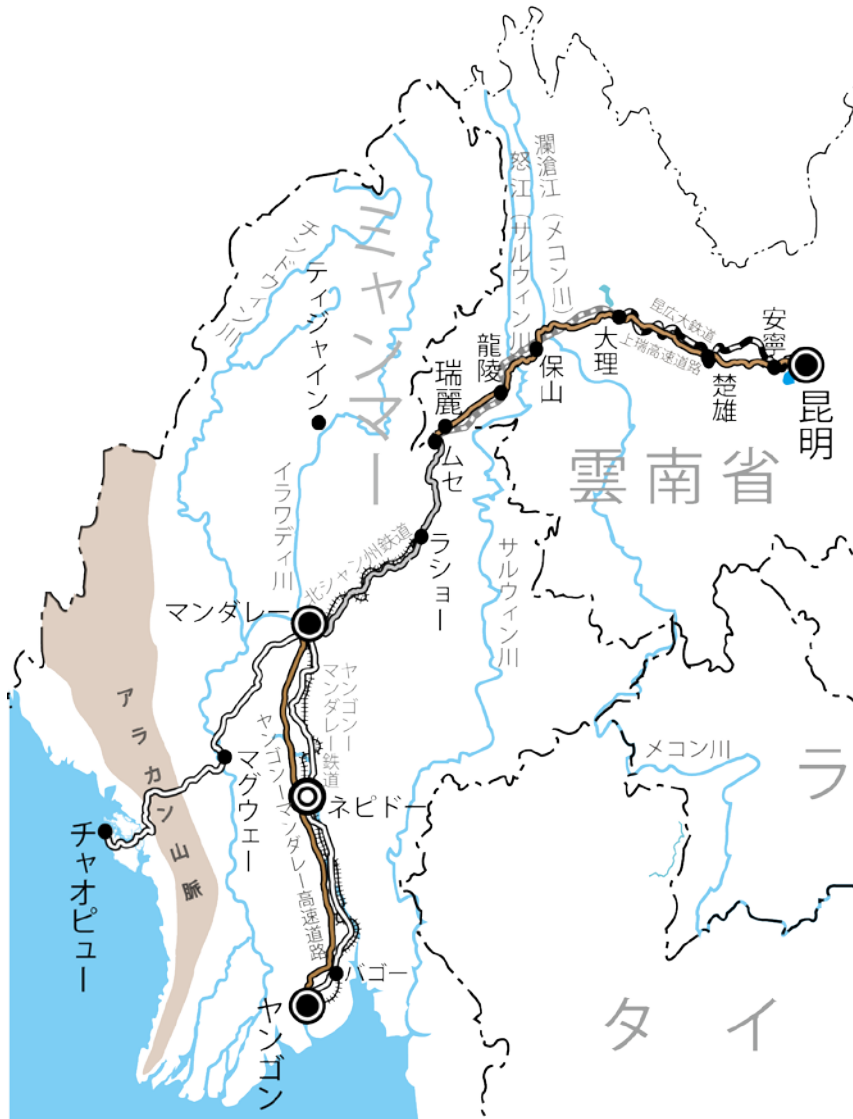 瀾滄江（メコン川）
怒江（サルウィン川）
チンドウィン川
ミャンマー
ティジャイン
昆広大鉄道
上瑞高速道路
安寧
昆明
楚雄
大理
保山
龍陵
瑞麗
ムセ
雲南省
イラワディ川
北シャン州鉄道
ラショー
サルウィン川
マンダレー
ヤンゴンー
マンダレー鉄道
ヤンゴンーマンダレー高速道路
アラカン山脈
マグウェー
ネピドー
メコン川
ラ
チャオピュー
バゴー
ヤンゴン
タイ